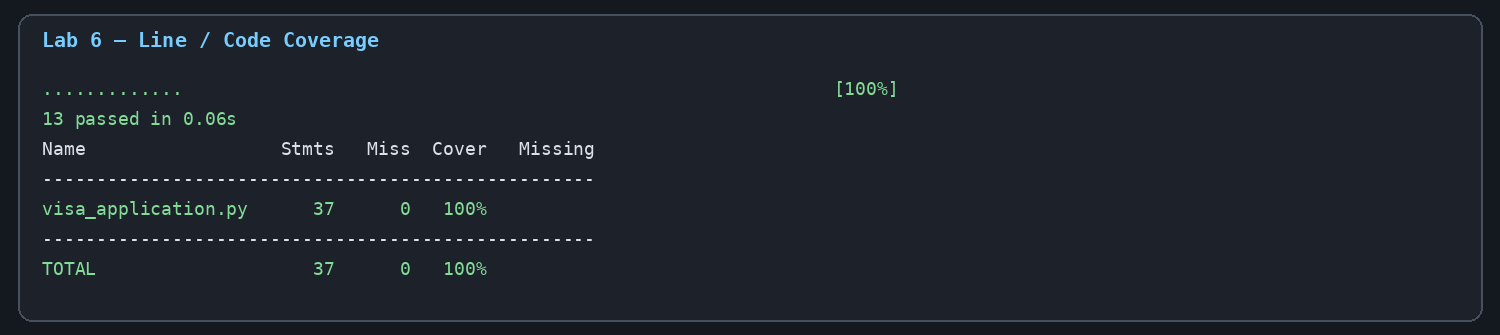 Lab 6 — Line / Code Coverage
............. [100%]
13 passed in 0.06s
Name Stmts Miss Cover Missing
---------------------------------------------------
visa_application.py 37 0 100%
---------------------------------------------------
TOTAL 37 0 100%